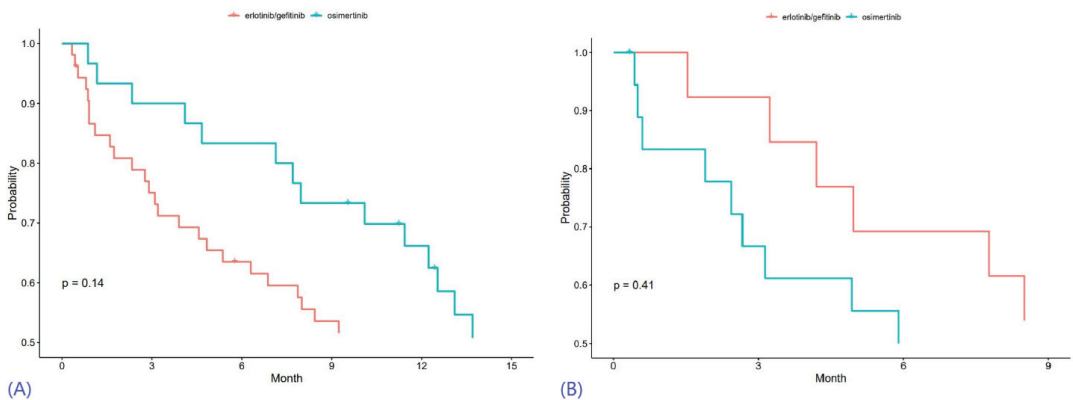 erlotinib/gefitinib osimertinib
1.0
0.9
0.8
0.7
0.6
0.5
Probability
p = 0.14
0 3 6 9 12 15
Month
(A)
erlotinib/gefitinib osimertinib
1.0
0.9
0.8
0.7
0.6
0.5
Probability
p = 0.41
0 3 6 9
Month
(B)